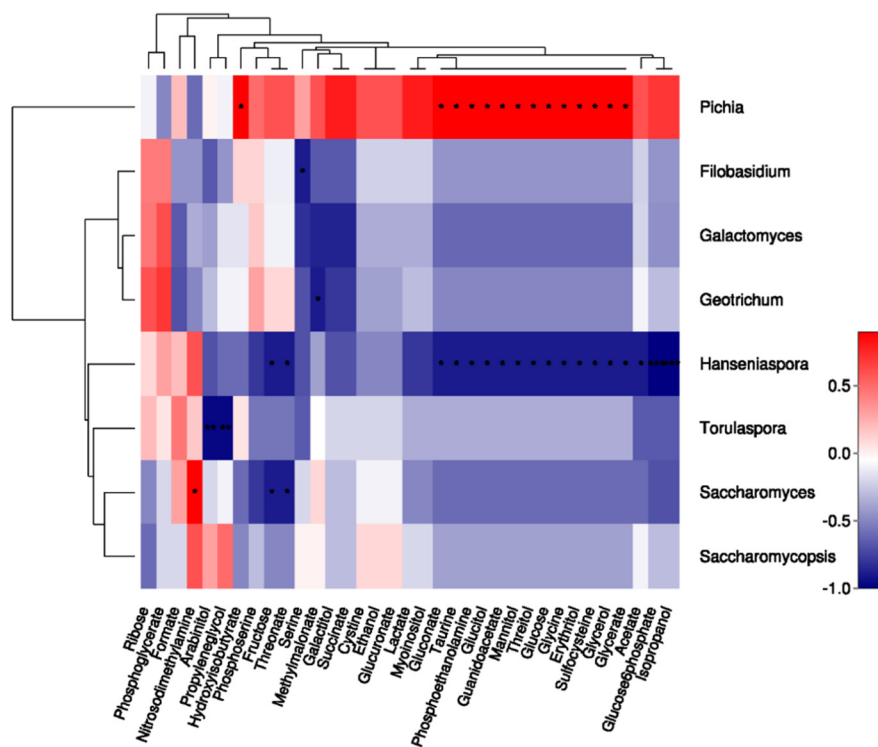 Pichia
Filobasidium
Galactomyces
Geotrichum
Hanseniaspora
Torulaspora
Saccharomyces
Saccharomycopsis
0.5
0.0
-0.5
-1.0
Ribose
Phosphoglycerate
Formate
Nitrosodimethylamine
Arabinitol
Propyleneglycol
Hydroxyisobutyrate
Phosphoserine
Fructose
Threonate
Serine
Methylmalonate
Galactitol
Succinate
Cystine
Ethanol
Glucuronate
Lactate
Myoinositol
Gluconate
Taurine
Phosphoethanolamine
Glucitol
Guanidoacetate
Mannitol
Threitol
Glucose
Glycine
Erythritol
Sulfocysteine
Glycerol
Glycerate
Acetate
Glucose6phosphate
Isopropanol